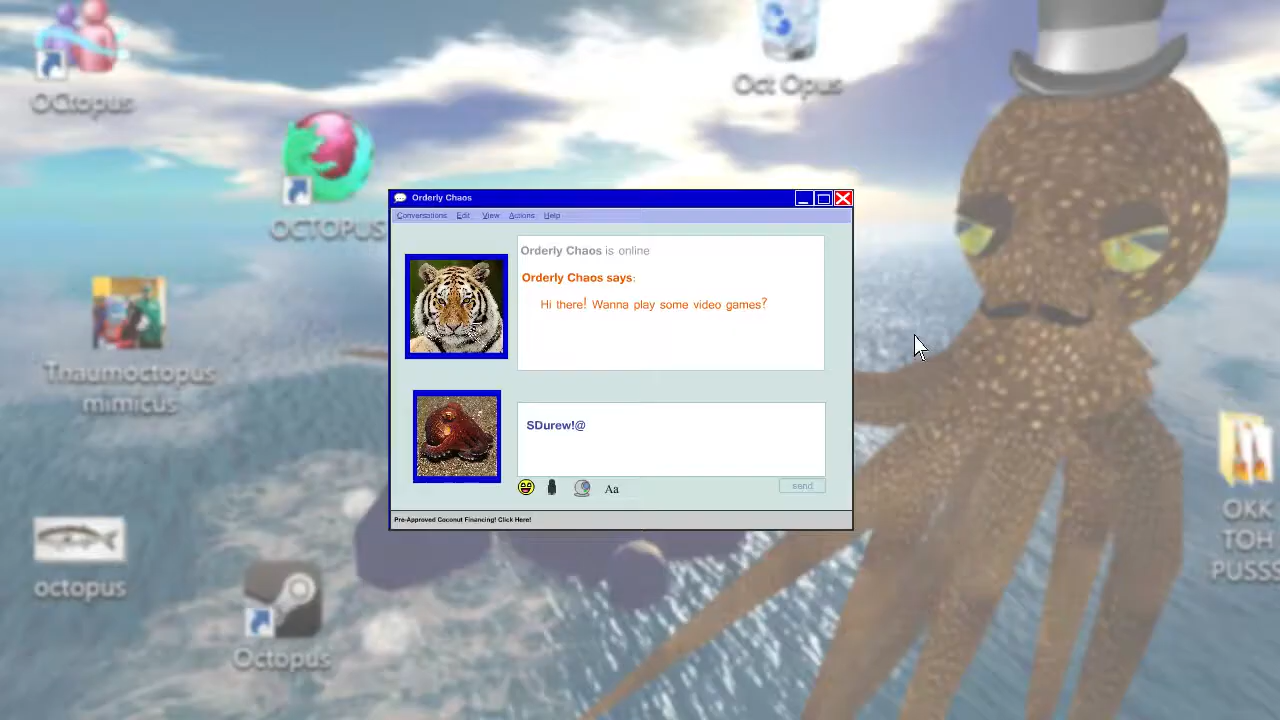 OCtopus
Oct Opus
OCTOPUS
Orderly Chaos
Conversations Edit View Actions Help
Orderly Chaos is online
Orderly Chaos says:
Hi there! Wanna play some video games?
Thaumoctopus
mimicus
SDurew!@
Aa
send
Pre-Approved Coconut Financing! Click Here!
OKK
TOH
PUSSS
octopus
Octopus